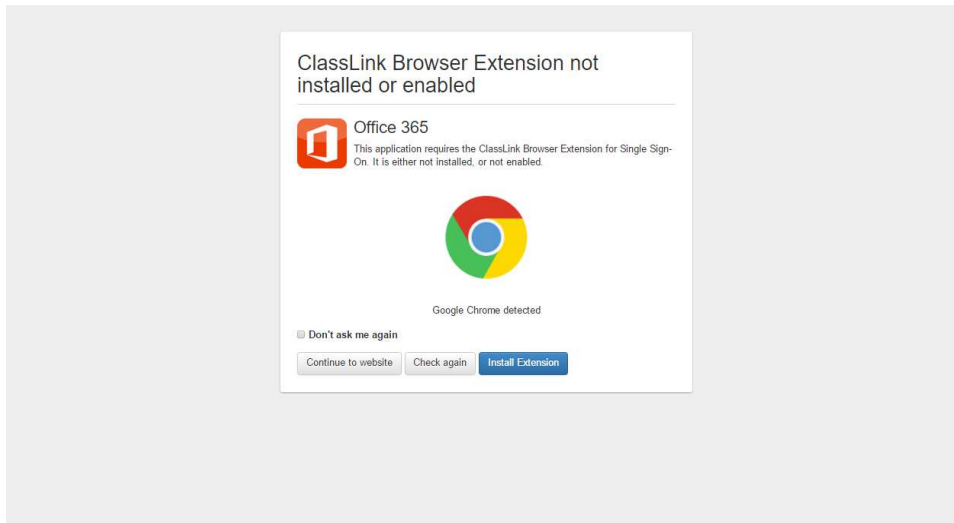 ClassLink Browser Extension not
installed or enabled
Office 365
This application requires the ClassLink Browser Extension for Single Sign-
On. It is either not installed, or not enabled.
Google Chrome detected
Don't ask me again
Continue to website
Check again
Install Extension